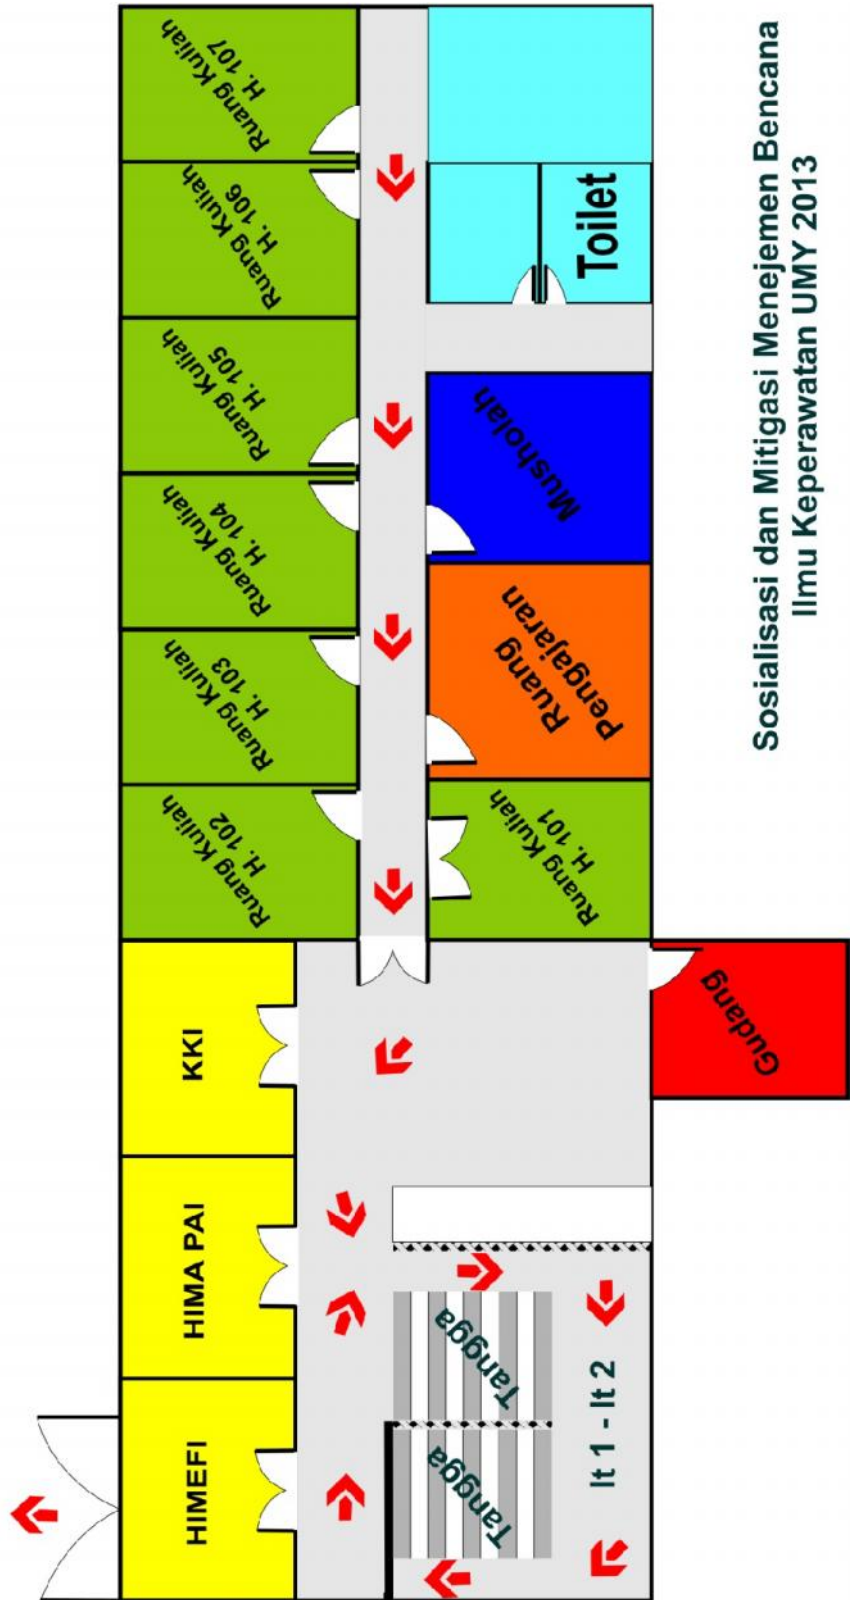 Ruang Kuliah
H. 107
Ruang Kuliah
H. 106
Ruang Kuliah
H. 105
Ruang Kuliah
H. 104
Ruang Kuliah
H. 103
Ruang Kuliah
H. 102
Toilet
Musholah
Ruang
Pengajaran
Ruang Kuliah
H. 101
Gudang
KKI
HIMA PAI
HIMEFI
Tangga
Tangga
lt 1 - lt 2
Sosialisasi dan Mitigasi Menejemen Bencana
Ilmu Keperawatan UMY 2013